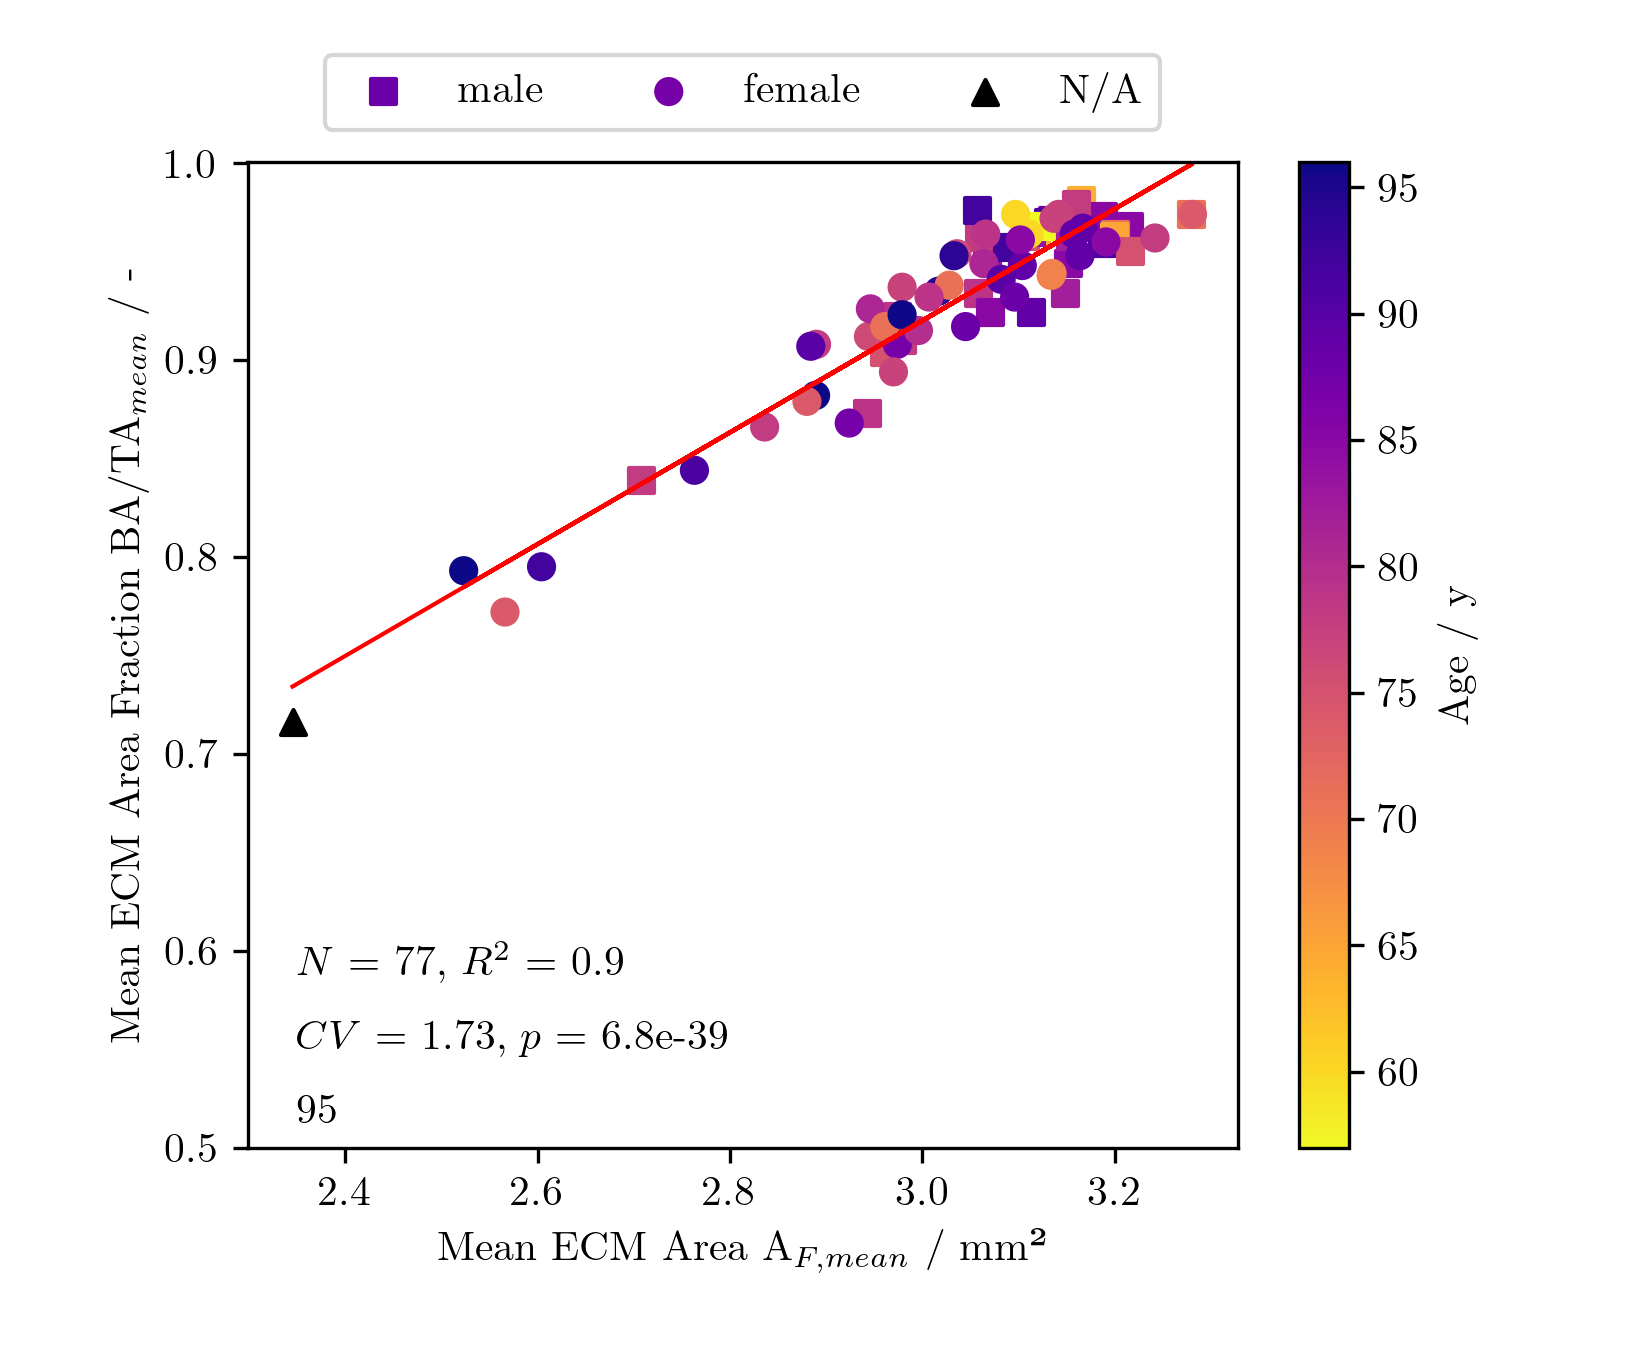 male female N/A
1.0
0.9
0.8
0.7
0.6
0.5
Mean ECM Area Fraction BA/TA_mean / -
N = 77, R² = 0.9
CV = 1.73, p = 6.8e-39
95
2.4 2.6 2.8 3.0 3.2
Mean ECM Area A_F,mean / mm²
95
90
85
80
75
70
65
60
Age / y